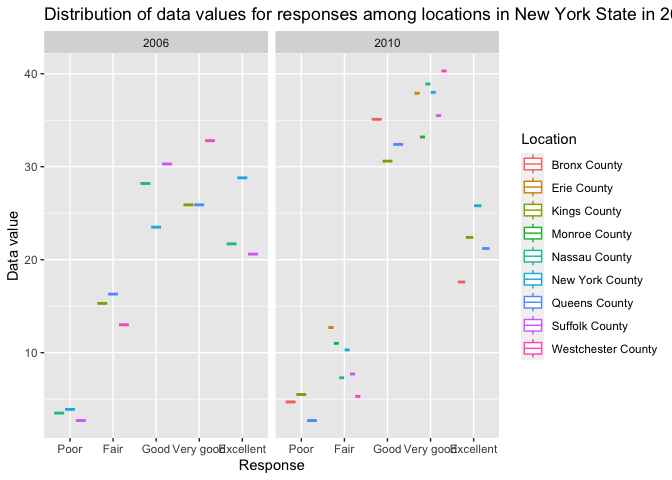 Distribution of data values for responses among locations in New York State in 20
2006 2010
Data value
40
30
20
10
Poor Fair Good Very good Excellent Poor Fair Good Very good Excellent
Response
Location
Bronx County
Erie County
Kings County
Monroe County
Nassau County
New York County
Queens County
Suffolk County
Westchester County